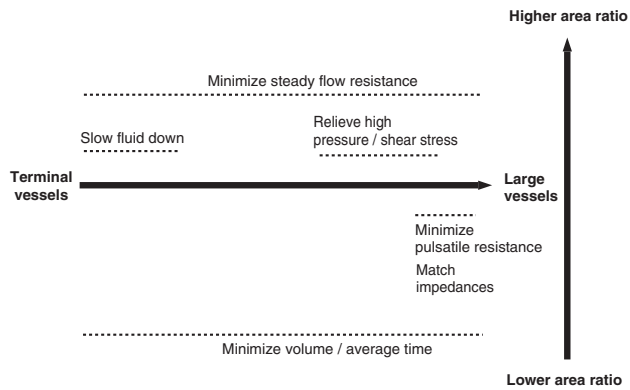 Higher area ratio
Minimize steady flow resistance
Relieve high
pressure / shear stress
Slow fluid down
Terminal
vessels
Large
vessels
Minimize
pulsatile resistance
Match
impedances
Minimize volume / average time
Lower area ratio